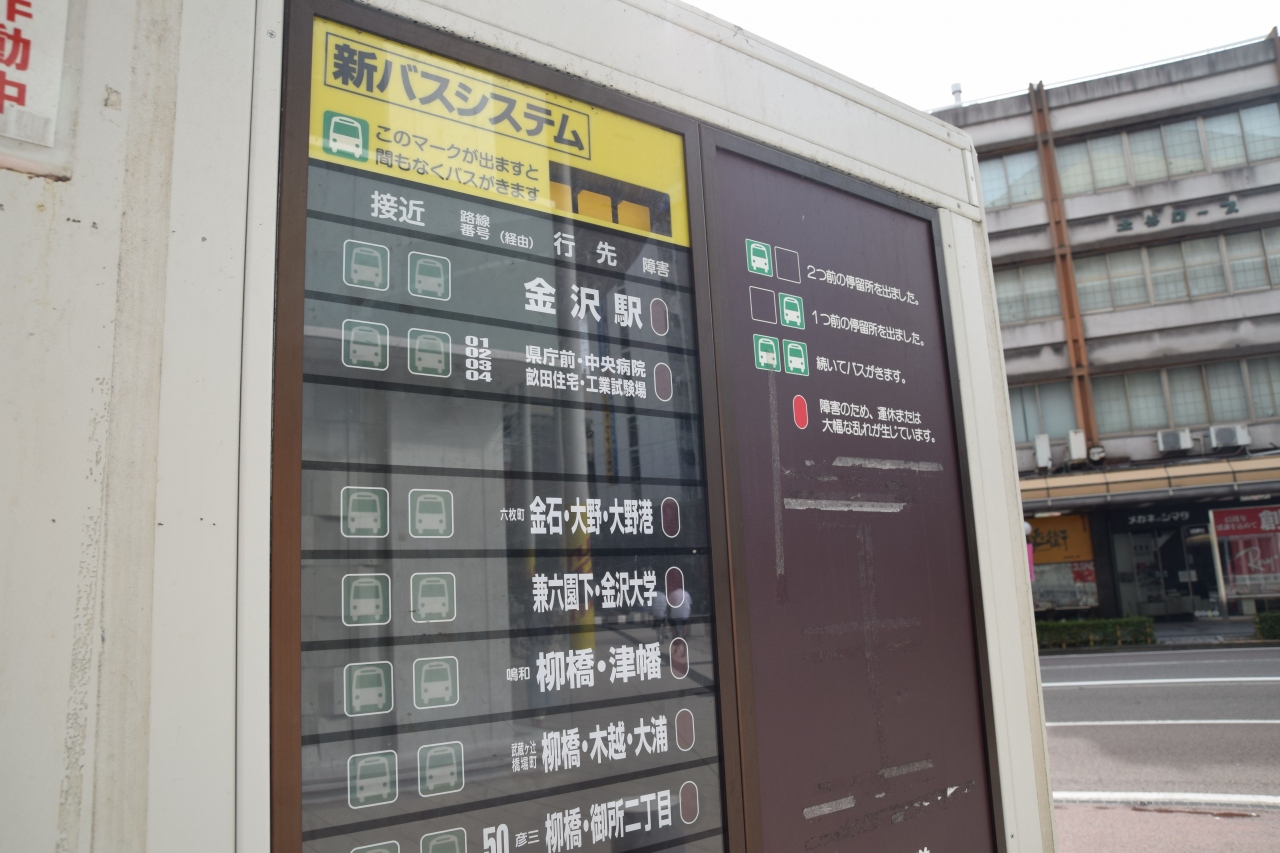 動中
新バスシステム
このマークが出ますと
間もなくバスがきます
接近 路線番号 (経由) 行先 障害
金沢駅
01
02
03
04
県庁前・中央病院
畝田住宅・工業試験場
六枚町 金石・大野・大野港
兼六園下・金沢大学
鳴和 柳橋・津幡
武蔵ヶ辻
橋場町
柳橋・木越・大浦
50 彦三 柳橋・御所二丁目
2つ前の停留所を出ました。
1つ前の停留所を出ました。
続いてバスがきます。
障害のため、運休または
大幅な乱れが生じています。